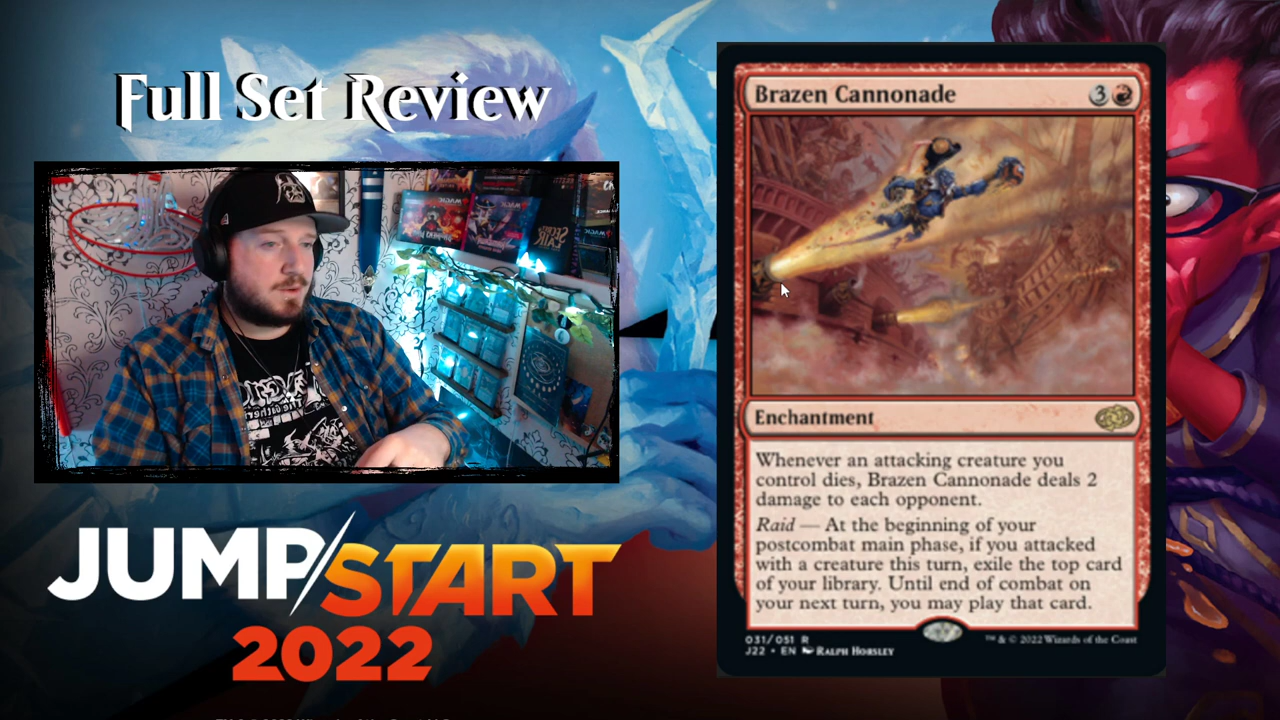 Full Set Review
JUMP/START
2022
Brazen Cannonade
3
Enchantment
Whenever an attacking creature you
control dies, Brazen Cannonade deals 2
damage to each opponent.
Raid — At the beginning of your
postcombat main phase, if you attacked
with a creature this turn, exile the top card
of your library. Until end of combat on
your next turn, you may play that card.
031/051 R
J22 • EN RALPH HORSLEY
™ & © 2022 Wizards of the Coast